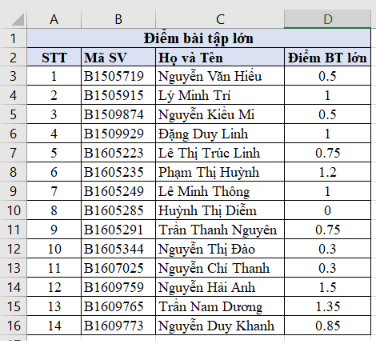 A B C D
1 Điểm bài tập lớn
2 STT Mã SV Họ và Tên Điểm BT lớn
3 1 B1505719 Nguyễn Văn Hiếu 0.5
4 2 B1505915 Lý Minh Trí 1
5 3 B1509874 Nguyễn Kiều Mi 0.5
6 4 B1509929 Đặng Duy Linh 1
7 5 B1605223 Lê Thị Trúc Linh 0.75
8 6 B1605235 Phạm Thị Huỳnh 1.2
9 7 B1605249 Lê Minh Thông 1
10 8 B1605285 Huỳnh Thị Diễm 0
11 9 B1605291 Trần Thanh Nguyên 0.75
12 10 B1605344 Nguyễn Thị Đào 0.3
13 11 B1607025 Nguyễn Chí Thanh 0.3
14 12 B1609759 Nguyễn Hải Anh 1.5
15 13 B1609765 Trần Nam Dương 1.35
16 14 B1609773 Nguyễn Duy Khanh 0.85